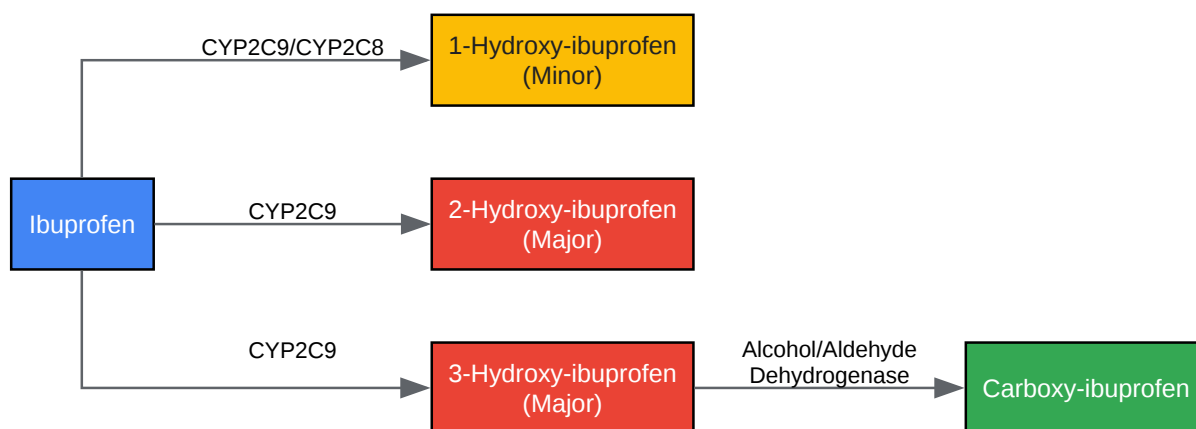 CYP2C9/CYP2C8
1-Hydroxy-ibuprofen
(Minor)
Ibuprofen
CYP2C9
2-Hydroxy-ibuprofen
(Major)
CYP2C9
3-Hydroxy-ibuprofen
(Major)
Alcohol/Aldehyde
Dehydrogenase
Carboxy-ibuprofen